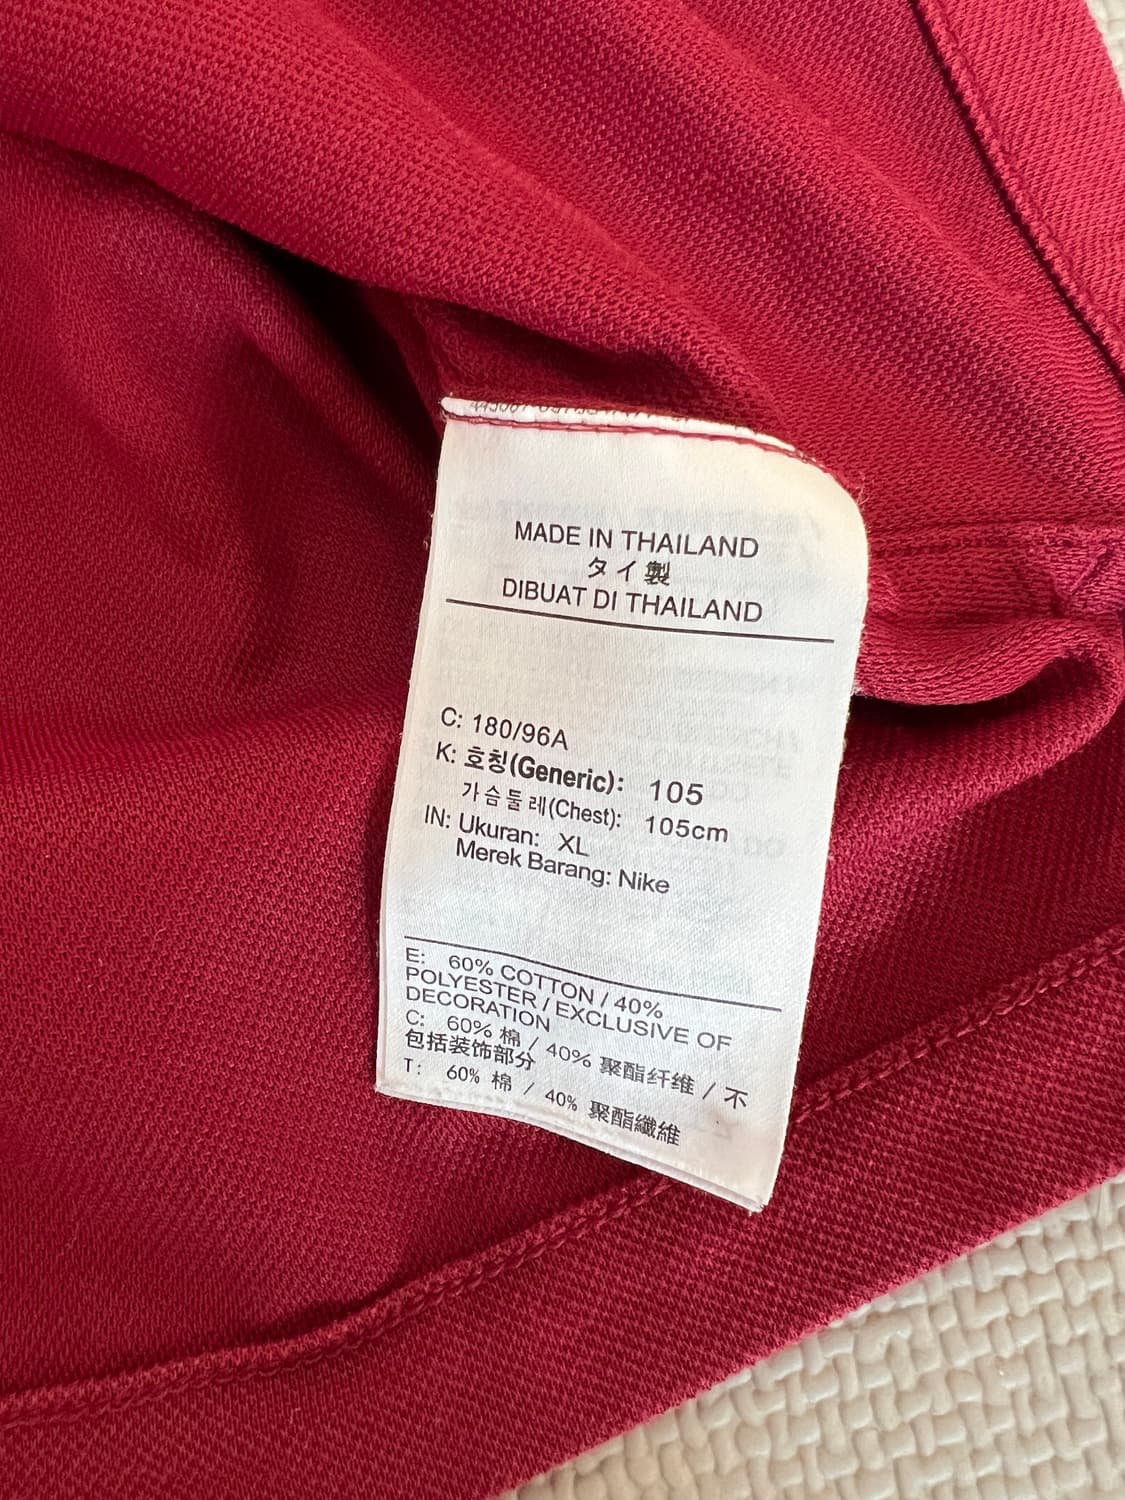 MADE IN THAILAND
タイ製
DIBUAT DI THAILAND
C: 180/96A
K: 호칭(Generic): 105
가슴둘레(Chest): 105cm
IN: Ukuran: XL
Merek Barang: Nike
E: 60% COTTON / 40%
POLYESTER / EXCLUSIVE OF
DECORATION
C: 60% 棉 / 40% 聚酯纤维 / 不
包括装饰部分
T: 60% 棉 / 40% 聚酯纖維